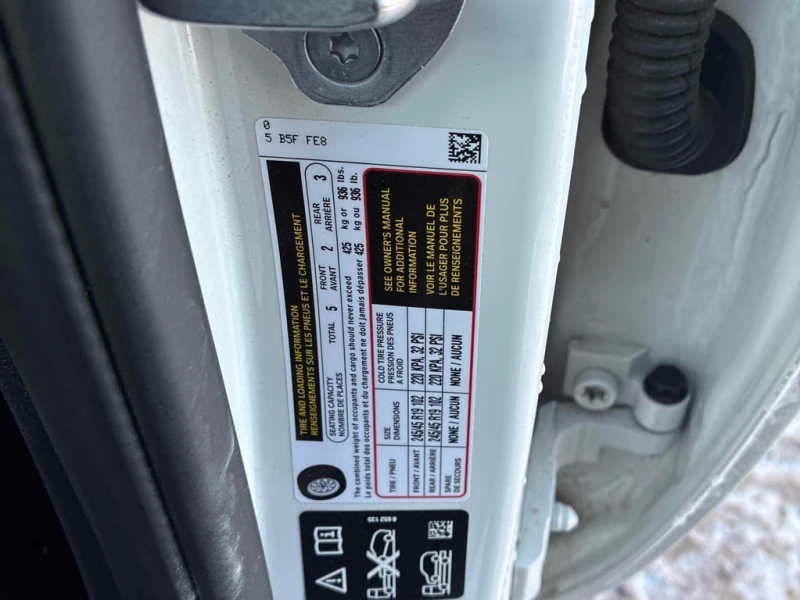 0
5 B5F FE8
TIRE AND LOADING INFORMATION
RENSEIGNEMENTS SUR LES PNEUS ET LE CHARGEMENT
SEATING CAPACITY TOTAL 5 FRONT 2 REAR 3
NOMBRE DE PLACES AVANT ARRIÈRE
The combined weight of occupants and cargo should never exceed 425 kg or 936 lbs.
Le poids total des occupants et du chargement ne doit jamais dépasser 425 kg ou 936 lb.
TIRE / PNEU SIZE DIMENSIONS COLD TIRE PRESSURE PRESSION DES PNEUS A FROID
FRONT / AVANT 245/45 R19 102 220 KPA, 32 PSI
REAR / ARRIÈRE 245/45 R19 102 220 KPA, 32 PSI
SPARE DE SECOURS NONE / AUCUN NONE / AUCUN
SEE OWNER'S MANUAL
FOR ADDITIONAL
INFORMATION
VOIR LE MANUEL DE
L'USAGER POUR PLUS
DE RENSEIGNEMENTS
6 652 135